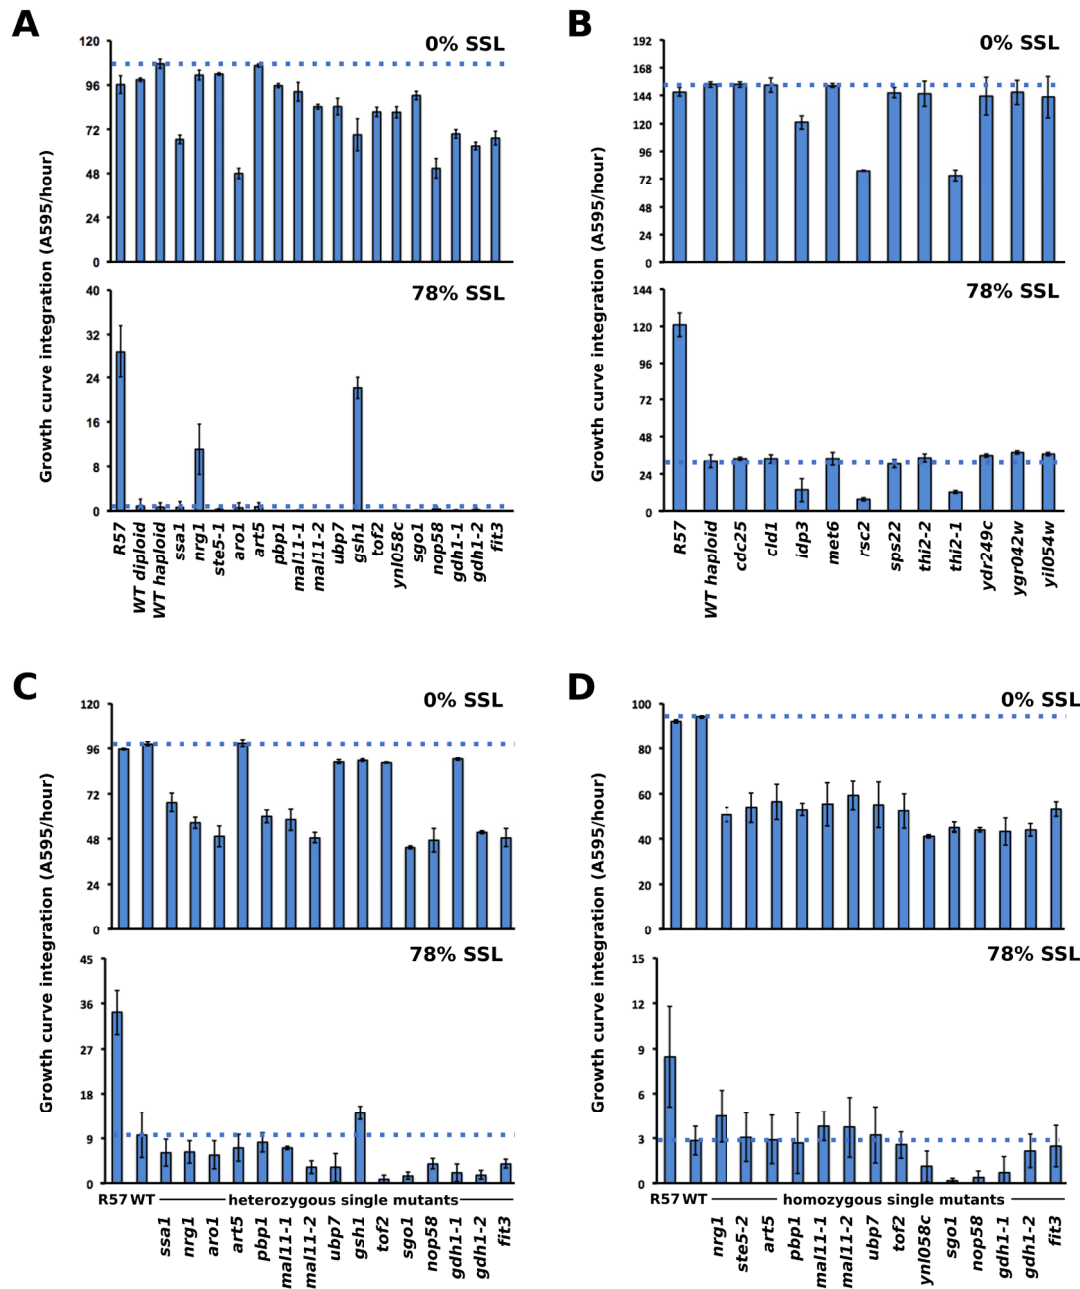 A
0% SSL
120
96
72
48
24
0
Growth curve integration (A595/hour)
78% SSL
40
32
24
16
8
0
R57
WT diploid
WT haploid
ssa1
nrg1
ste5-1
aro1
art5
pbp1
mal11-1
mal11-2
ubp7
gsh1
tof2
ynl058c
sgo1
nop58
gdh1-1
gdh1-2
fit3
B
0% SSL
192
168
144
120
96
72
48
24
0
Growth curve integration (A595/hour)
78% SSL
144
120
96
72
48
24
0
R57
WT haploid
cdc25
cld1
idp3
met6
rsc2
sps22
thi2-2
thi2-1
ydr249c
ygr042w
yil054w
C
0% SSL
120
96
72
48
24
0
Growth curve integration (A595/hour)
78% SSL
45
36
27
18
9
0
R57 WT heterozygous single mutants
ssa1
nrg1
aro1
art5
pbp1
mal11-1
mal11-2
ubp7
gsh1
tof2
sgo1
nop58
gdh1-1
gdh1-2
fit3
D
0% SSL
100
80
60
40
20
0
Growth curve integration (A595/hour)
78% SSL
15
12
9
6
3
0
R57 WT homozygous single mutants
nrg1
ste5-2
art5
pbp1
mal11-1
mal11-2
ubp7
tof2
ynl058c
sgo1
nop58
gdh1-1
gdh1-2
fit3